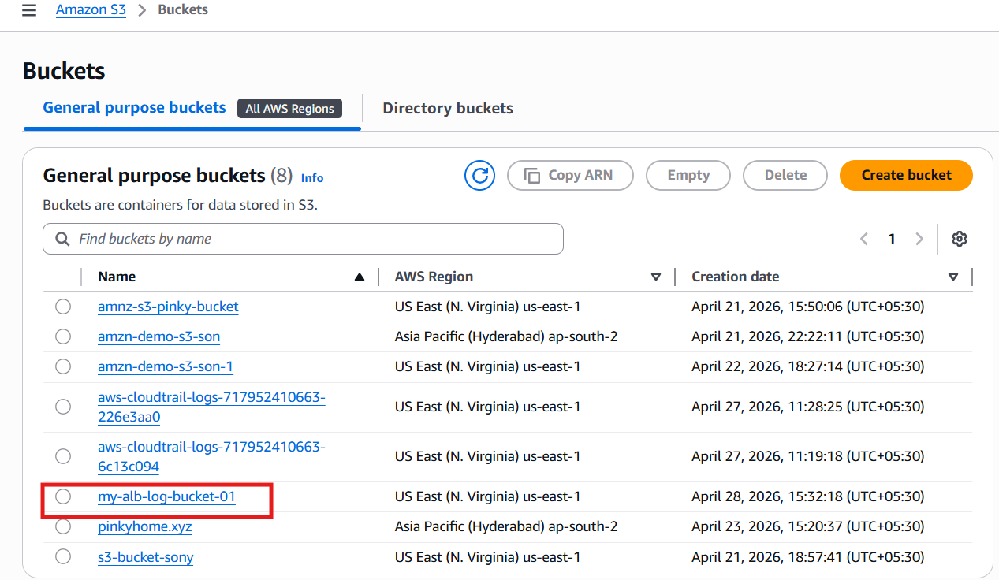 Amazon S3 > Buckets
Buckets
General purpose buckets All AWS Regions Directory buckets
General purpose buckets (8) Info Copy ARN Empty Delete Create bucket
Buckets are containers for data stored in S3.
Find buckets by name 1
Name AWS Region Creation date
amnz-s3-pinky-bucket US East (N. Virginia) us-east-1 April 21, 2026, 15:50:06 (UTC+05:30)
amzn-demo-s3-son Asia Pacific (Hyderabad) ap-south-2 April 21, 2026, 22:22:11 (UTC+05:30)
amzn-demo-s3-son-1 US East (N. Virginia) us-east-1 April 22, 2026, 18:27:14 (UTC+05:30)
aws-cloudtrail-logs-717952410663-
226e3aa0 US East (N. Virginia) us-east-1 April 27, 2026, 11:28:25 (UTC+05:30)
aws-cloudtrail-logs-717952410663-
6c13c094 US East (N. Virginia) us-east-1 April 27, 2026, 11:19:18 (UTC+05:30)
my-alb-log-bucket-01 US East (N. Virginia) us-east-1 April 28, 2026, 15:32:18 (UTC+05:30)
pinkyhome.xyz Asia Pacific (Hyderabad) ap-south-2 April 23, 2026, 15:20:37 (UTC+05:30)
s3-bucket-sony US East (N. Virginia) us-east-1 April 21, 2026, 18:57:41 (UTC+05:30)